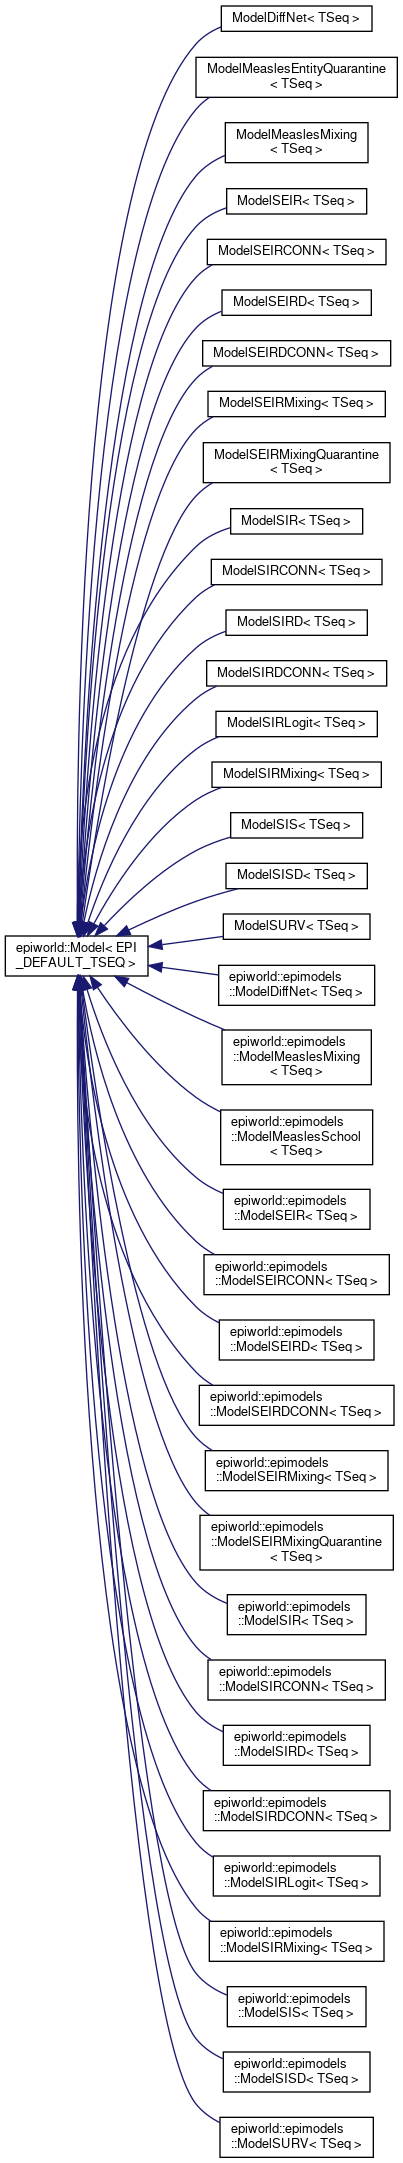 ModelDiffNet< TSeq >
ModelMeaslesEntityQuarantine
< TSeq >
ModelMeaslesMixing
< TSeq >
ModelSEIR< TSeq >
ModelSEIRCONN< TSeq >
ModelSEIRD< TSeq >
ModelSEIRDCONN< TSeq >
ModelSEIRMixing< TSeq >
ModelSEIRMixingQuarantine
< TSeq >
ModelSIR< TSeq >
ModelSIRCONN< TSeq >
ModelSIRD< TSeq >
ModelSIRDCONN< TSeq >
ModelSIRLogit< TSeq >
ModelSIRMixing< TSeq >
ModelSIS< TSeq >
ModelSISD< TSeq >
ModelSURV< TSeq >
epiworld::Model< EPI
_DEFAULT_TSEQ >
epiworld::epimodels
::ModelDiffNet< TSeq >
epiworld::epimodels
::ModelMeaslesMixing
< TSeq >
epiworld::epimodels
::ModelMeaslesSchool
< TSeq >
epiworld::epimodels
::ModelSEIR< TSeq >
epiworld::epimodels
::ModelSEIRCONN< TSeq >
epiworld::epimodels
::ModelSEIRD< TSeq >
epiworld::epimodels
::ModelSEIRDCONN< TSeq >
epiworld::epimodels
::ModelSEIRMixing< TSeq >
epiworld::epimodels
::ModelSEIRMixingQuarantine
< TSeq >
epiworld::epimodels
::ModelSIR< TSeq >
epiworld::epimodels
::ModelSIRCONN< TSeq >
epiworld::epimodels
::ModelSIRD< TSeq >
epiworld::epimodels
::ModelSIRDCONN< TSeq >
epiworld::epimodels
::ModelSIRLogit< TSeq >
epiworld::epimodels
::ModelSIRMixing< TSeq >
epiworld::epimodels
::ModelSIS< TSeq >
epiworld::epimodels
::ModelSISD< TSeq >
epiworld::epimodels
::ModelSURV< TSeq >